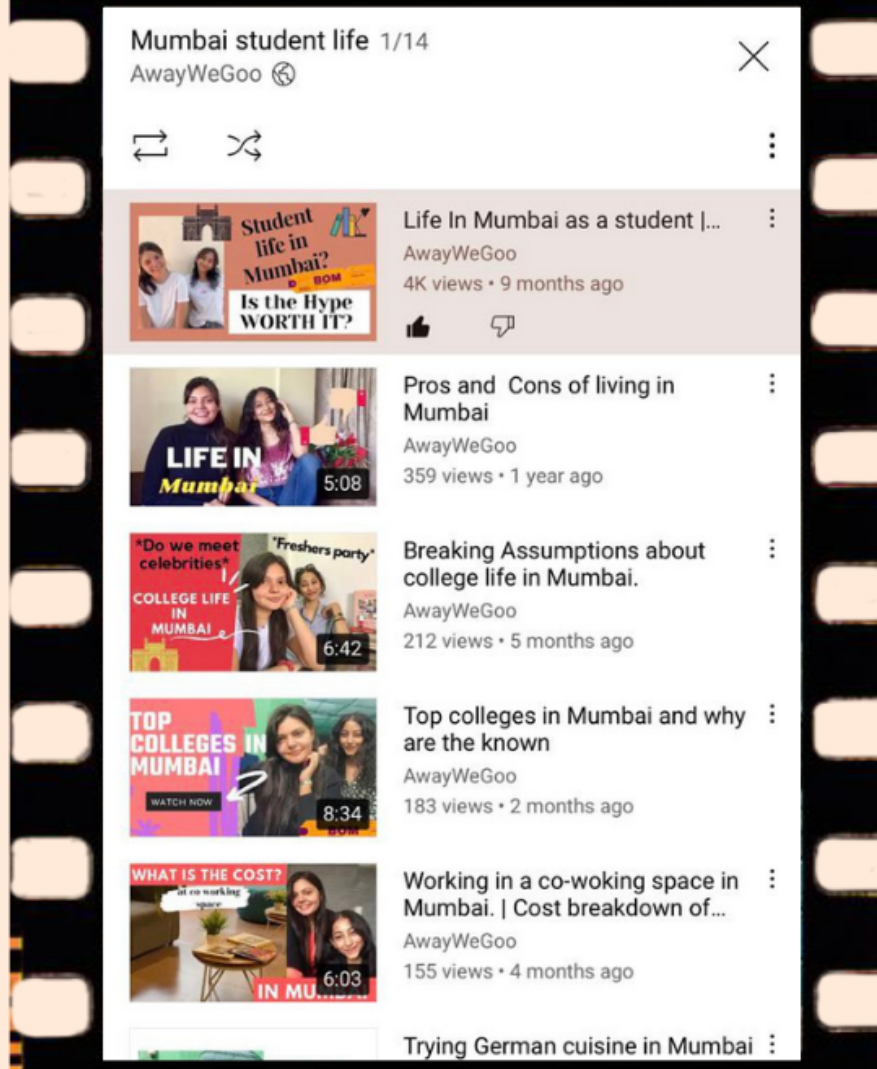 Mumbai student life 1/14
AwayWeGoo
Student
life in
Mumbai?
BOM
Is the Hype
WORTH IT?
Life In Mumbai as a student |...
AwayWeGoo
4K views • 9 months ago
LIFE IN
Mumbai
5:08
Pros and Cons of living in
Mumbai
AwayWeGoo
359 views • 1 year ago
*Do we meet
celebrities*
*Freshers party*
COLLEGE LIFE
IN
MUMBAI
6:42
Breaking Assumptions about
college life in Mumbai.
AwayWeGoo
212 views • 5 months ago
TOP
COLLEGES IN
MUMBAI
WATCH NOW
8:34
BOM
Top colleges in Mumbai and why
are the known
AwayWeGoo
183 views • 2 months ago
WHAT IS THE COST?
at co working
space
6:03
IN MUMBAI
Working in a co-woking space in
Mumbai. | Cost breakdown of...
AwayWeGoo
155 views • 4 months ago
Trying German cuisine in Mumbai